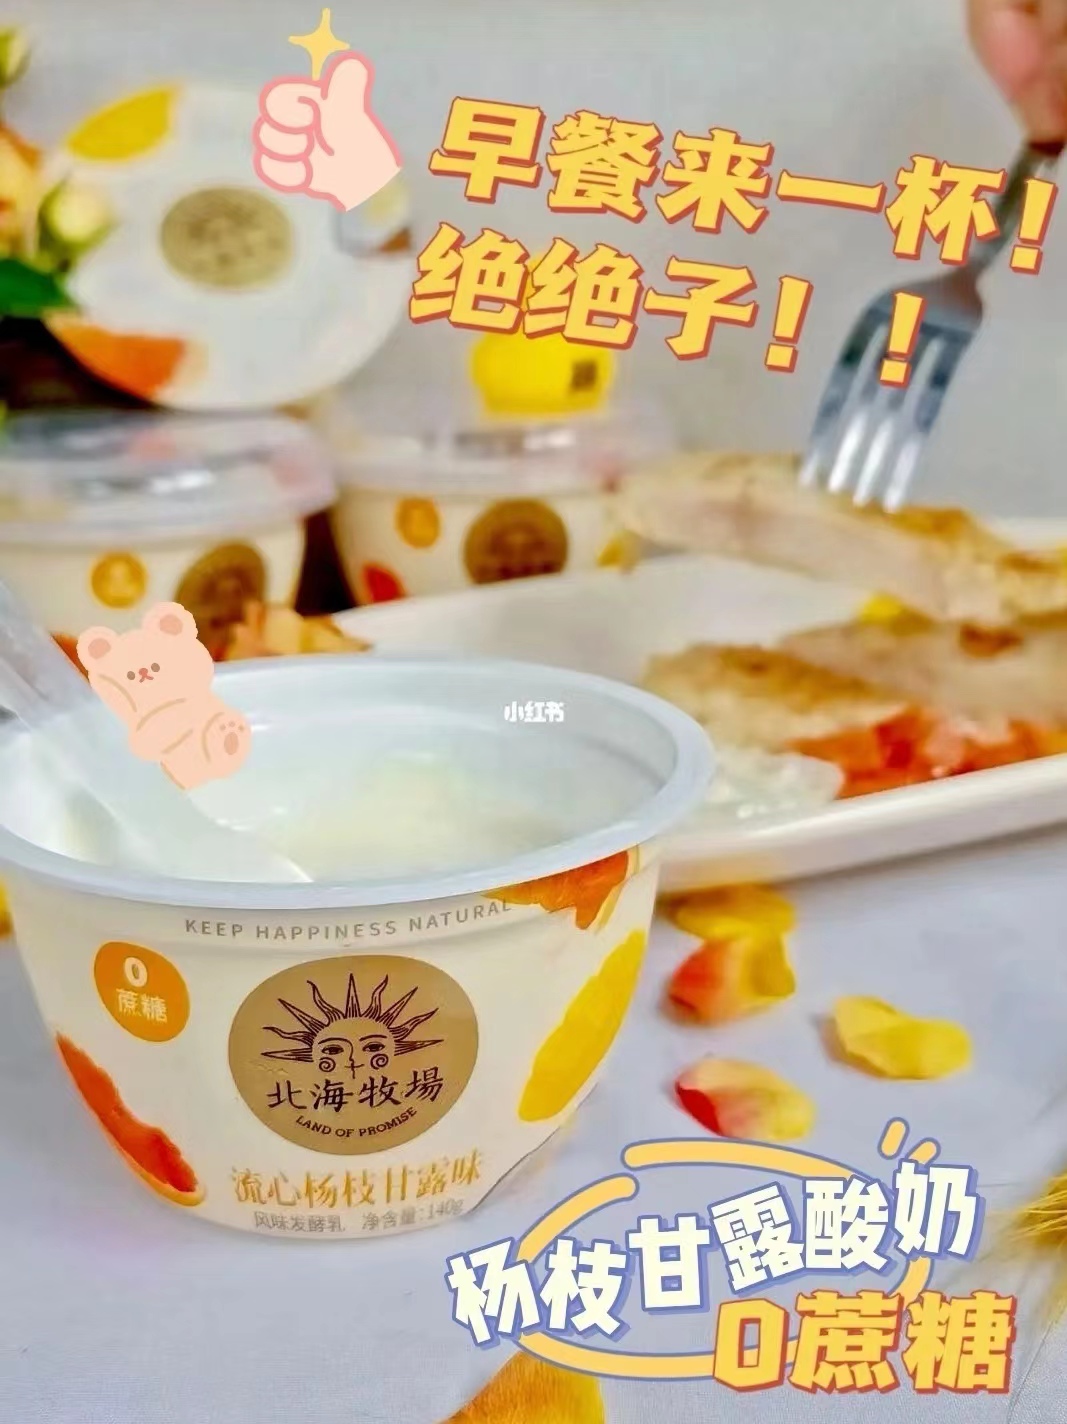 早餐来一杯！
绝绝子！！
小红书
KEEP HAPPINESS NATURAL
0
蔗糖
北海牧場
LAND OF PROMISE
流心杨枝甘露味
风味发酵乳 净含量:140g
杨枝甘露酸奶
0蔗糖